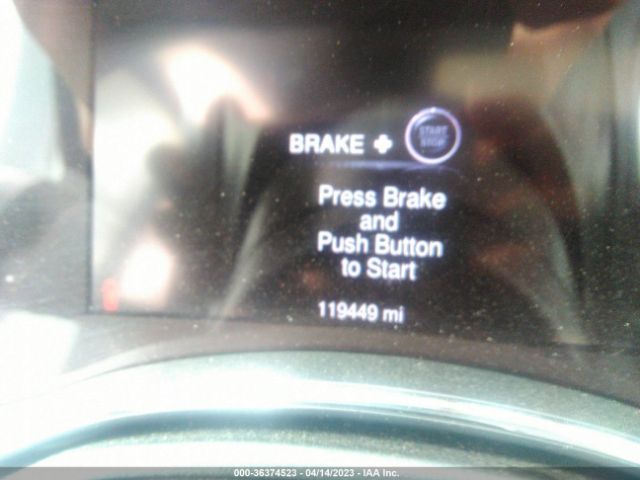 BRAKE + START
STOP
Press Brake
and
Push Button
to Start
119449 mi
000-36374523 - 04/14/2023 - IAA Inc.